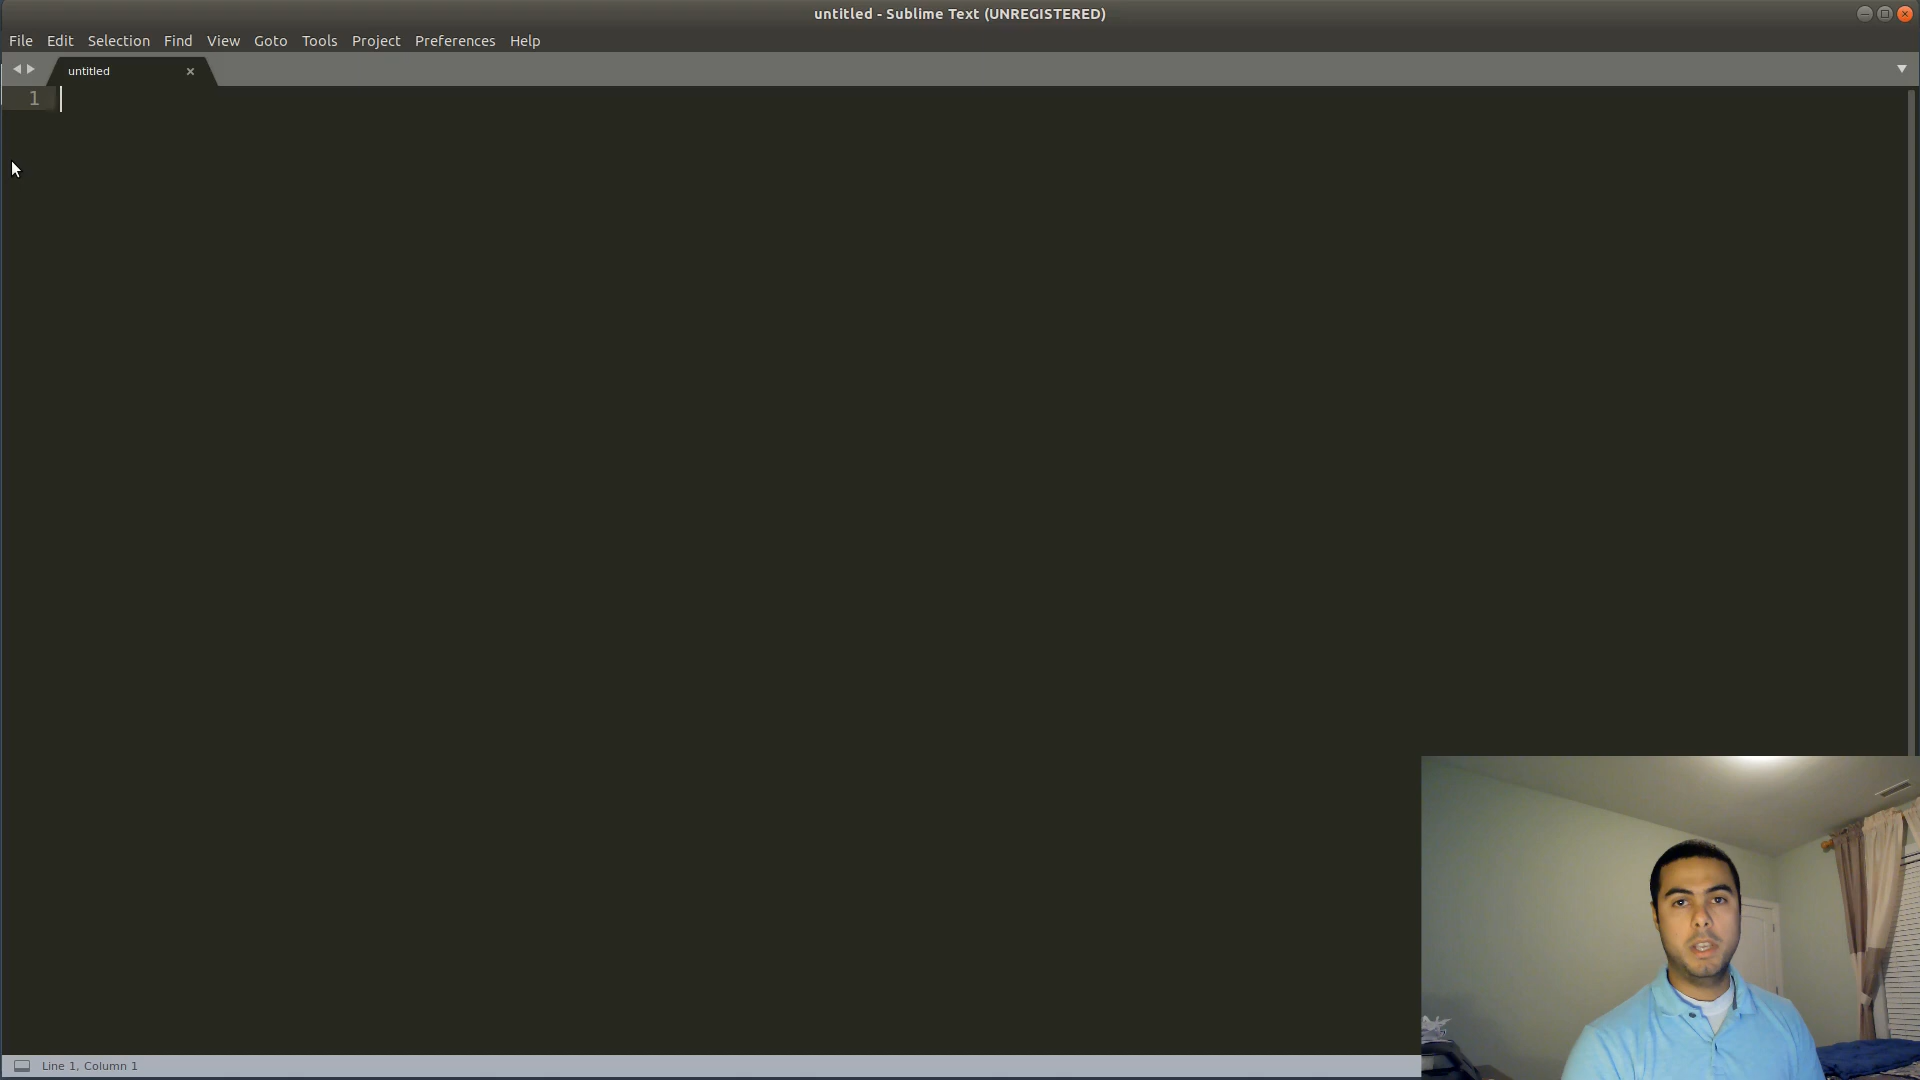 untitled - Sublime Text (UNREGISTERED)
File Edit Selection Find View Goto Tools Project Preferences Help
untitled
1
Line 1, Column 1